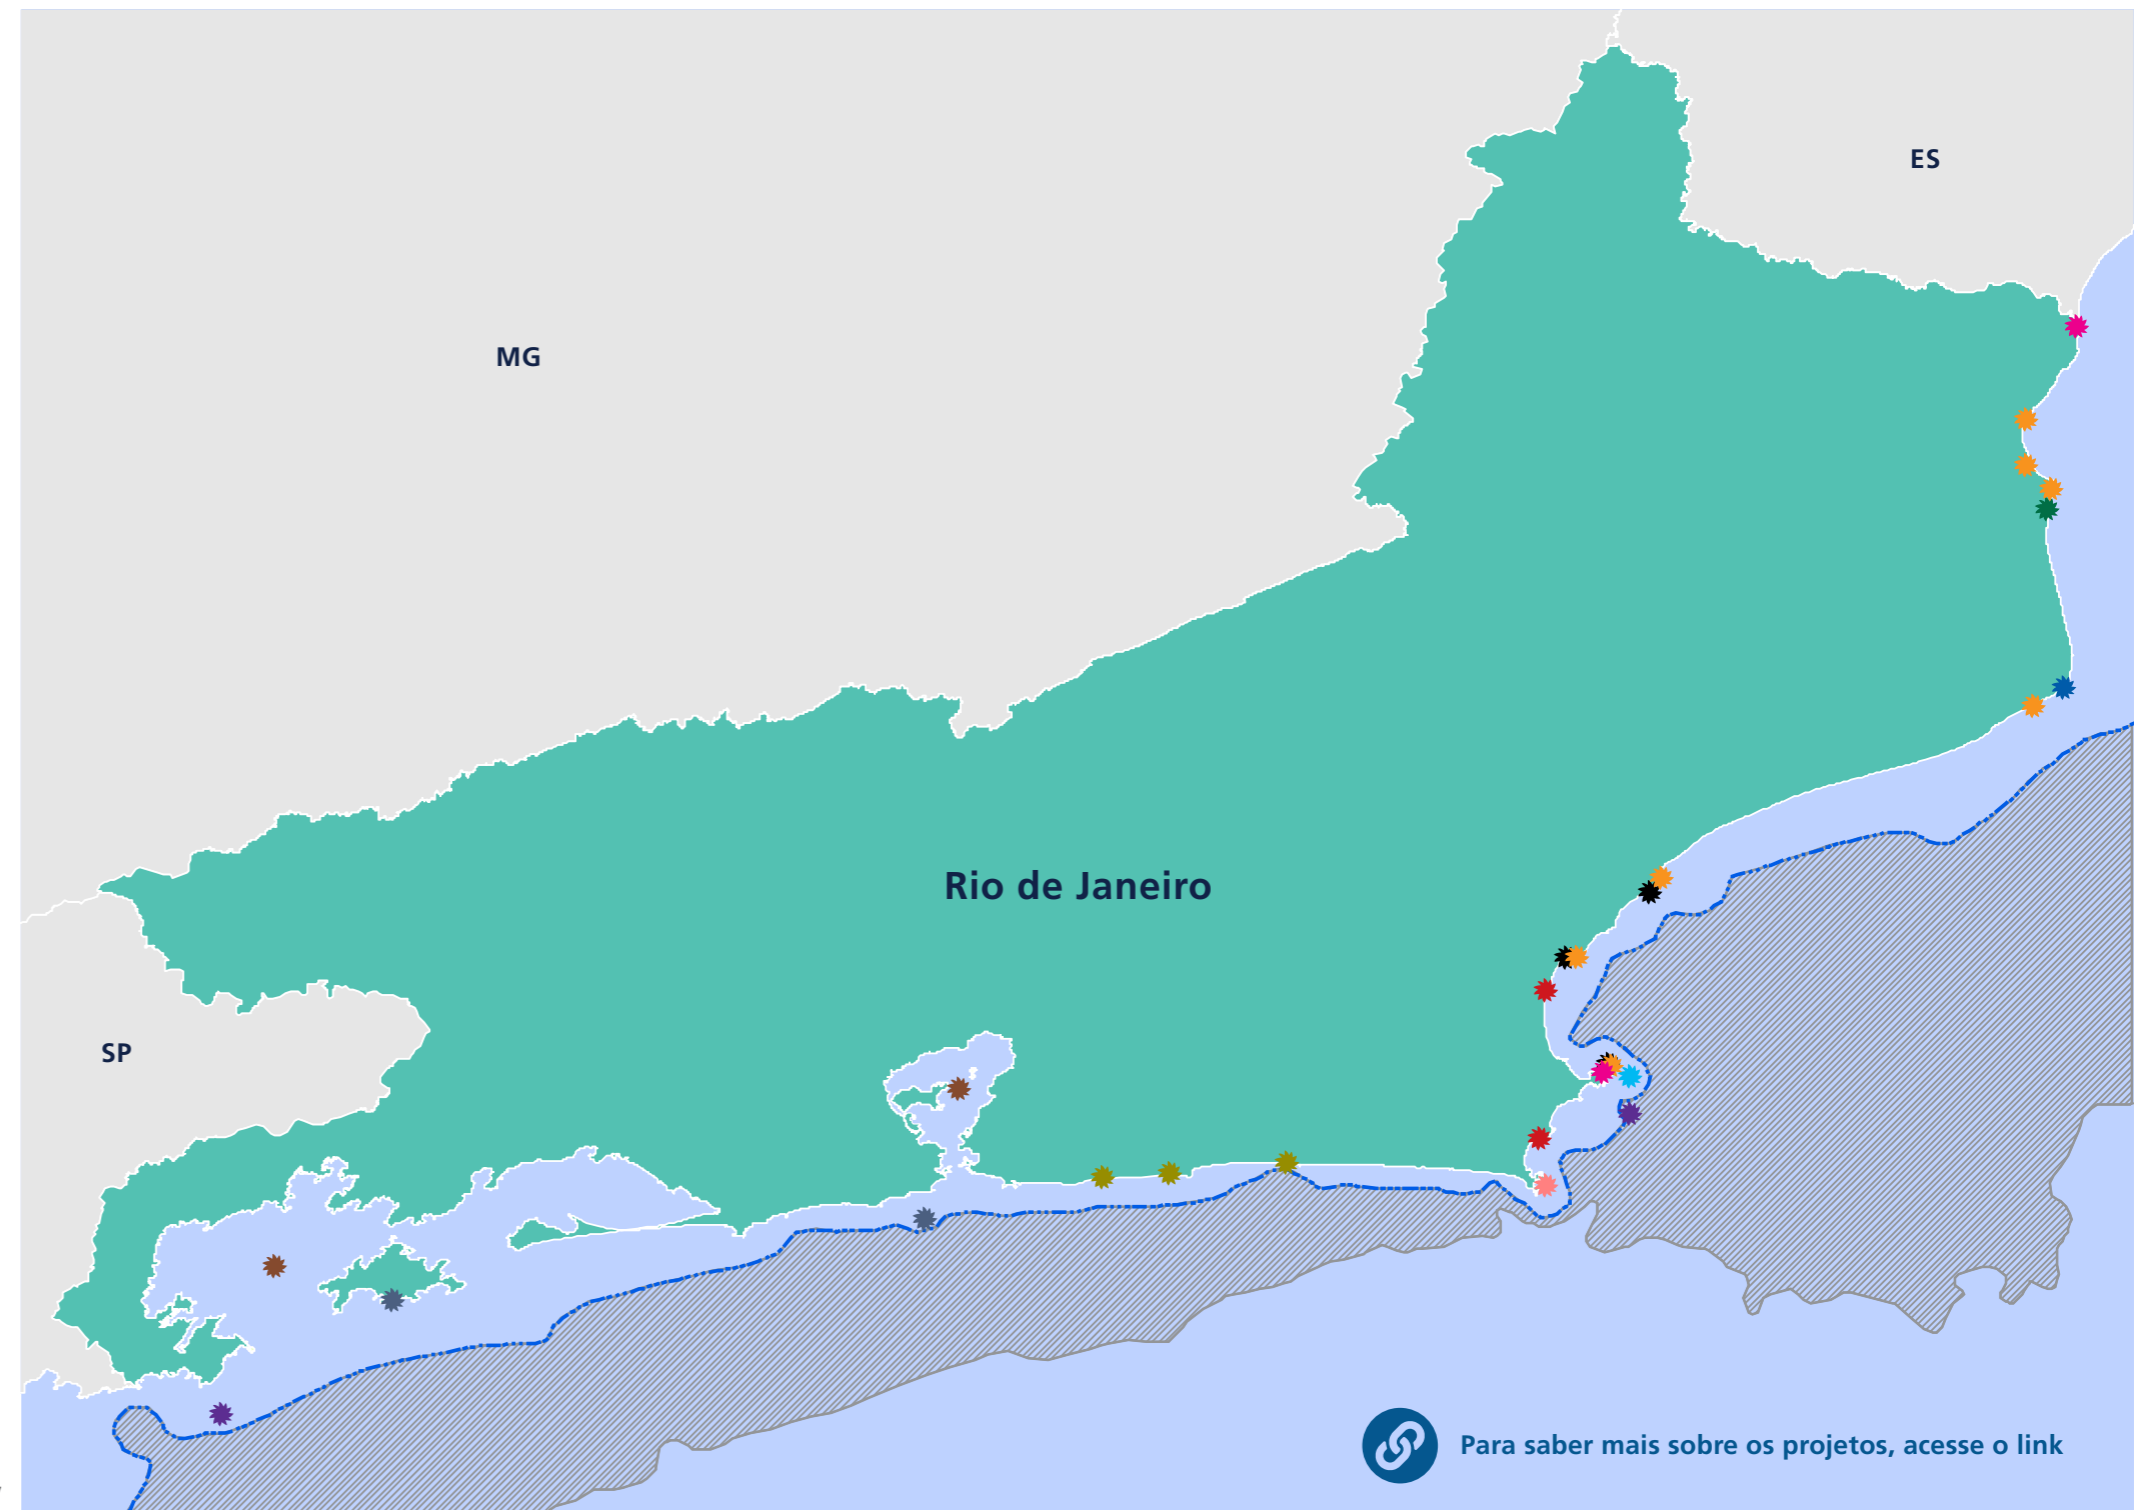 ES
MG
Rio de Janeiro
SP
Para saber mais sobre os projetos, acesse o link